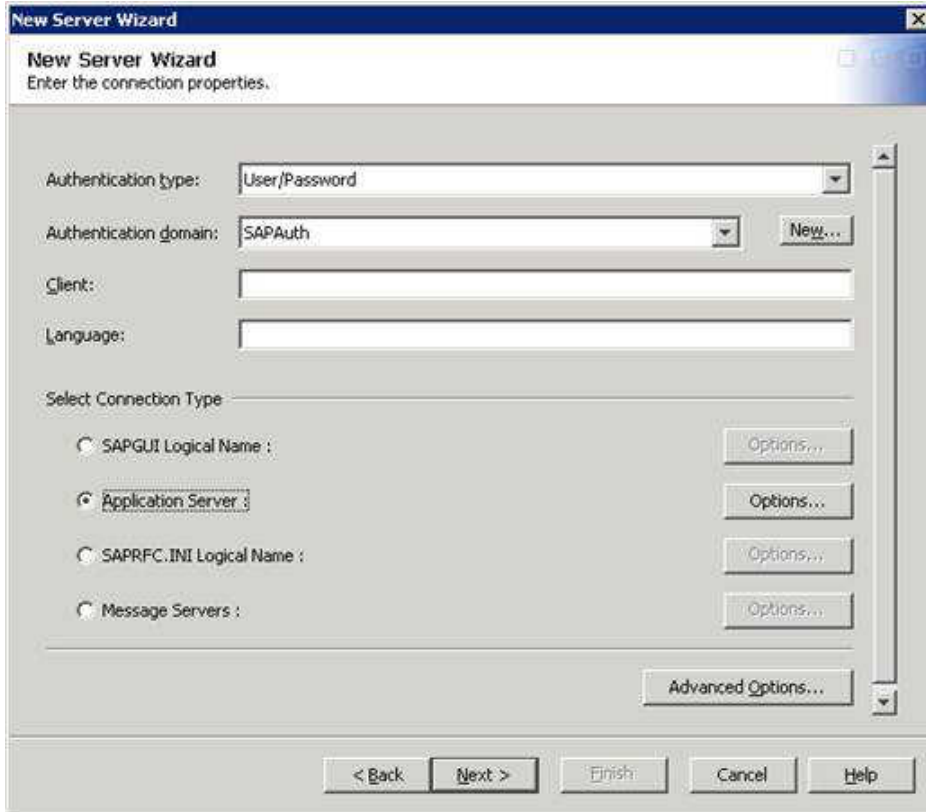 New Server Wizard
New Server Wizard
Enter the connection properties.
Authentication type: User/Password
Authentication domain: SAPAuth New...
Client:
Language:
Select Connection Type
SAPGUI Logical Name : Options...
Application Server : Options...
SAPRFC.INI Logical Name : Options...
Message Servers : Options...
Advanced Options...
< Back Next > Finish Cancel Help